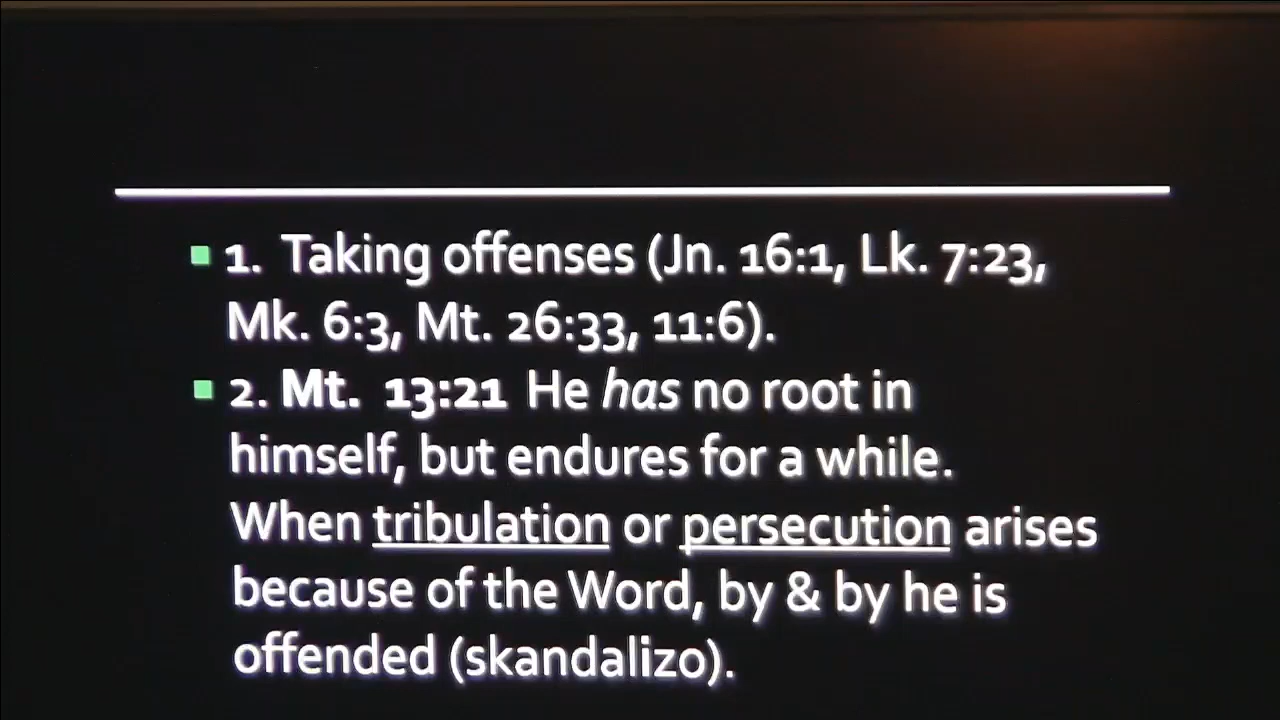 1. Taking offenses (Jn. 16:1, Lk. 7:23,
Mk. 6:3, Mt. 26:33, 11:6).
2. Mt. 13:21 He has no root in
himself, but endures for a while.
When tribulation or persecution arises
because of the Word, by & by he is
offended (skandalizo).